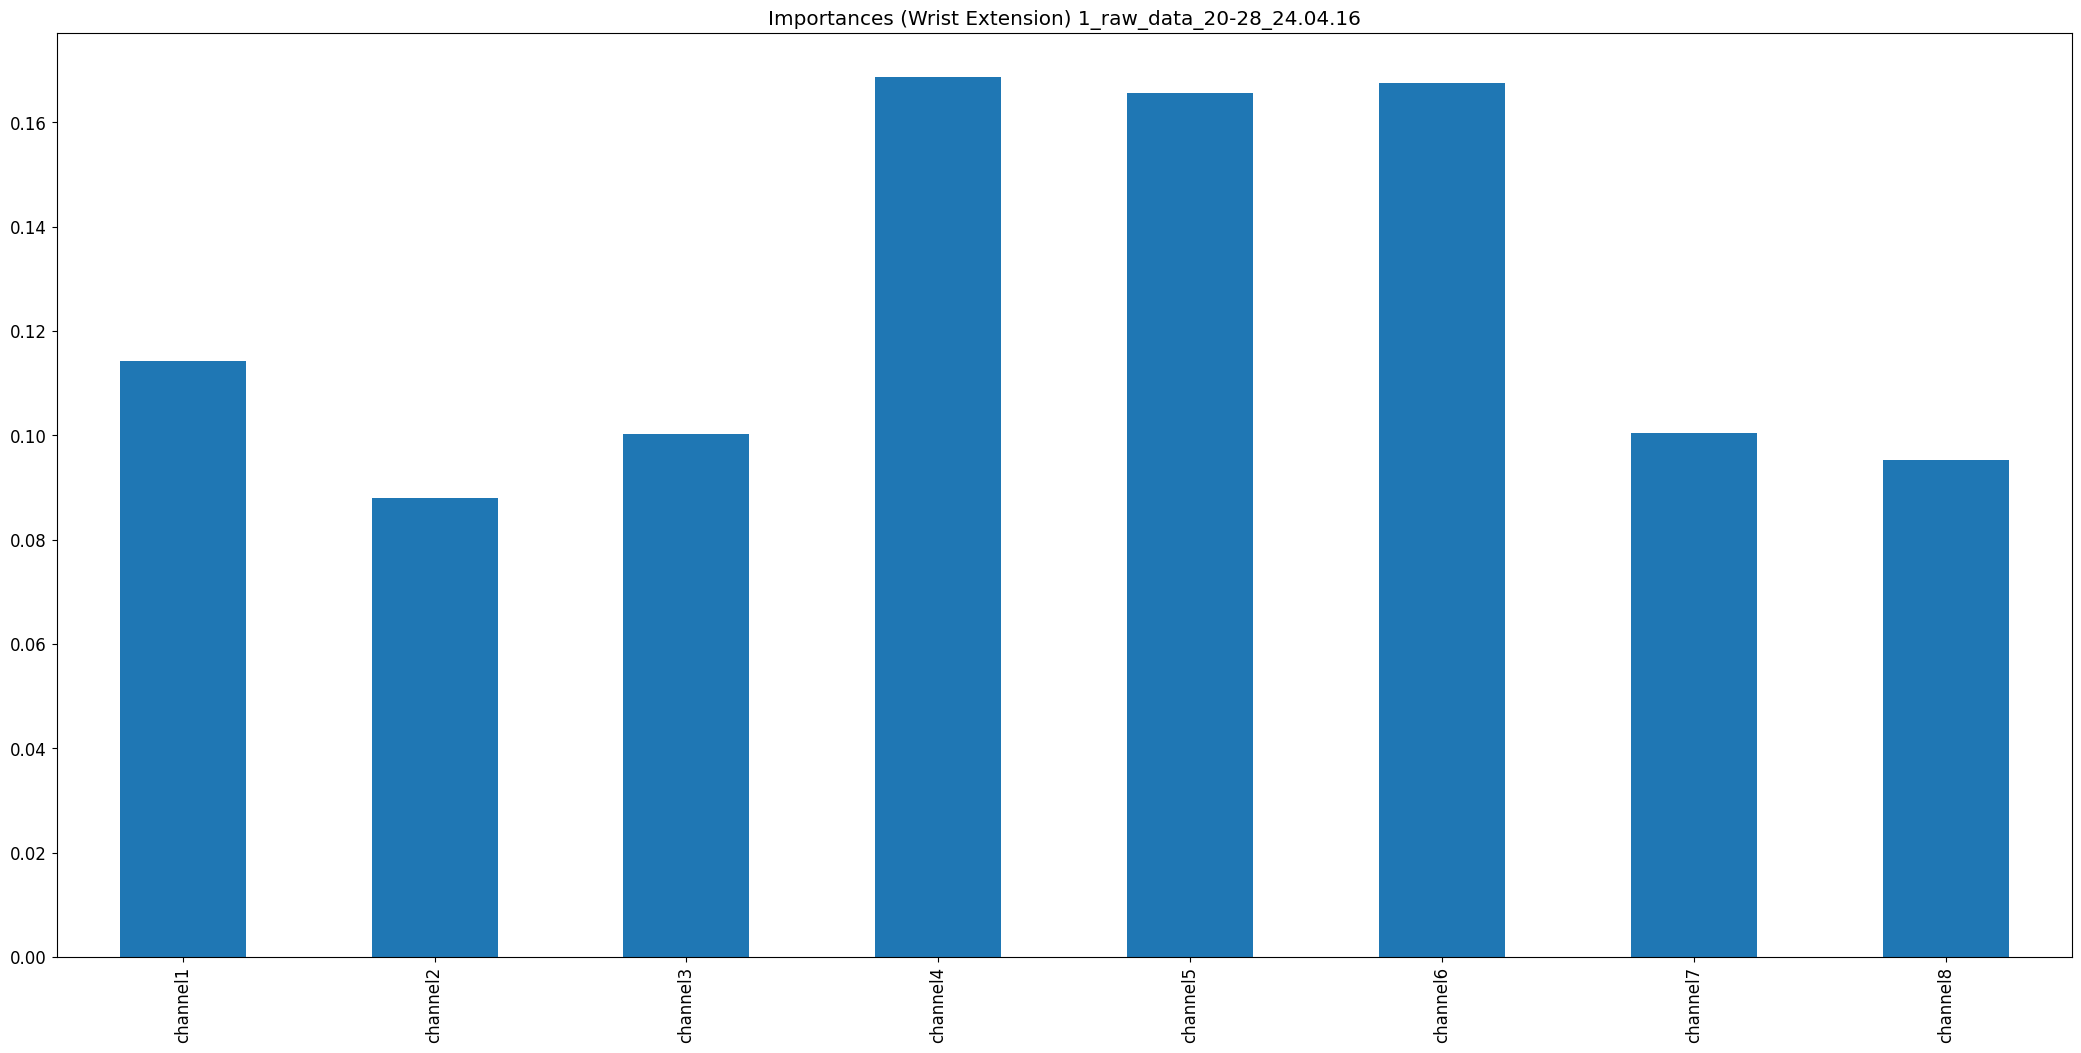 Importances (Wrist Extension) 1_raw_data_20-28_24.04.16
0.16
0.14
0.12
0.10
0.08
0.06
0.04
0.02
0.00
channel1
channel2
channel3
channel4
channel5
channel6
channel7
channel8